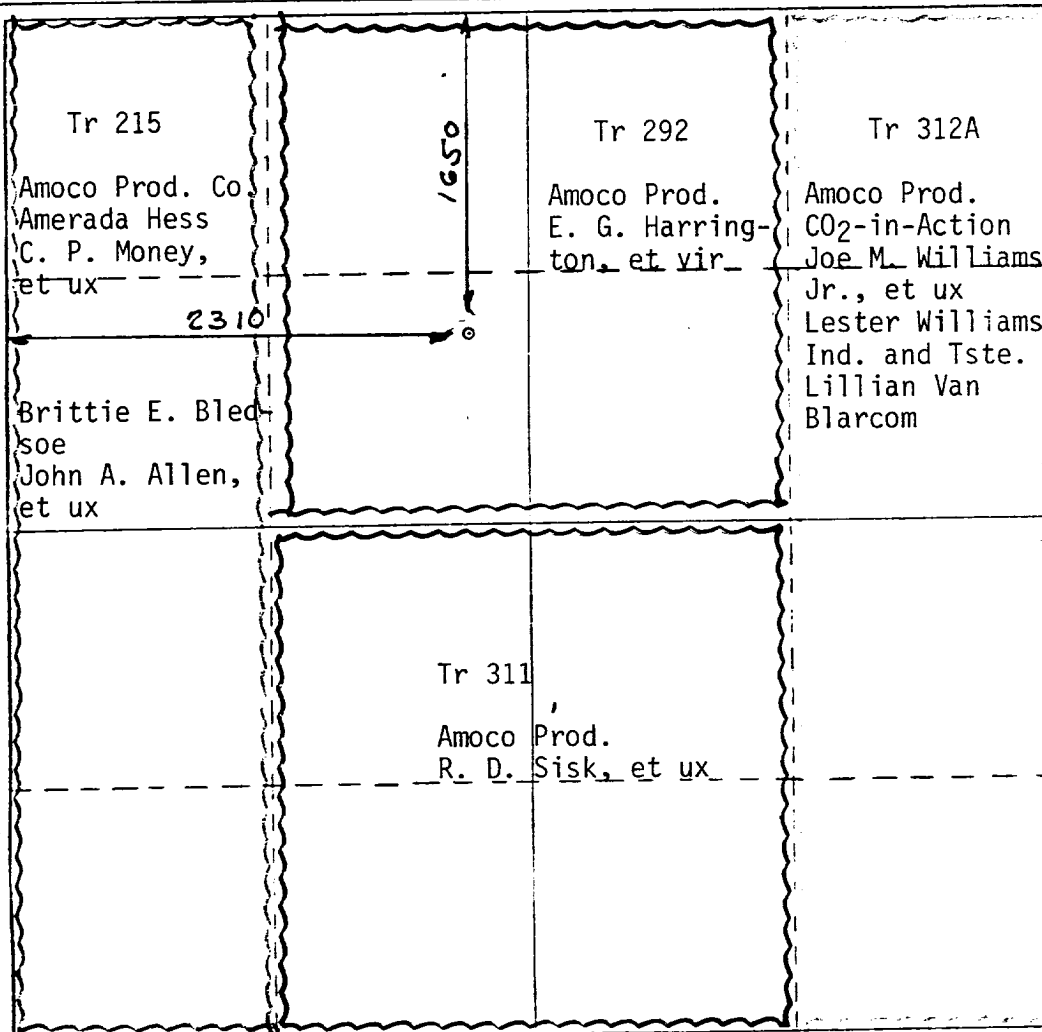 Tr 215
Amoco Prod. Co.
Amerada Hess
C. P. Money,
et ux
2310
Brittie E. Bled-
soe
John A. Allen,
et ux
1650
Tr 292
Amoco Prod.
E. G. Harring-
ton, et vir
Tr 312A
Amoco Prod.
CO2-in-Action
Joe M. Williams
Jr., et ux
Lester Williams
Ind. and Tste.
Lillian Van
Blarcom
Tr 311
Amoco Prod.
R. D. Sisk, et ux